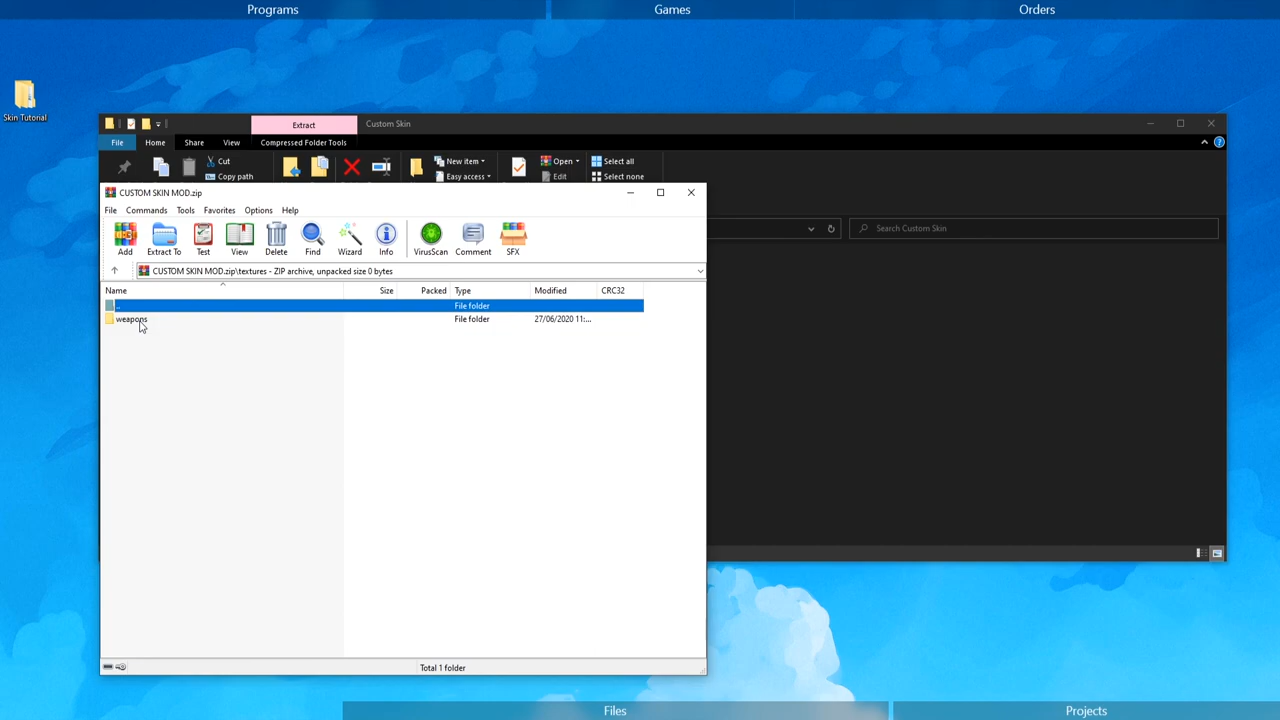 Programs Games Orders
Skin Tutorial
Extract Custom Skin
File Home Share View Compressed Folder Tools
Cut New item Open Select all
Copy path Easy access Edit Select none
CUSTOM SKIN MOD.zip
File Commands Tools Favorites Options Help
Search Custom Skin
Add Extract To Test View Delete Find Wizard Info VirusScan Comment SFX
CUSTOM SKIN MOD.zip\textures - ZIP archive, unpacked size 0 bytes
Name Size Packed Type Modified CRC32
.. File folder
weapons File folder 27/06/2020 11:...
Total 1 folder
Files Projects